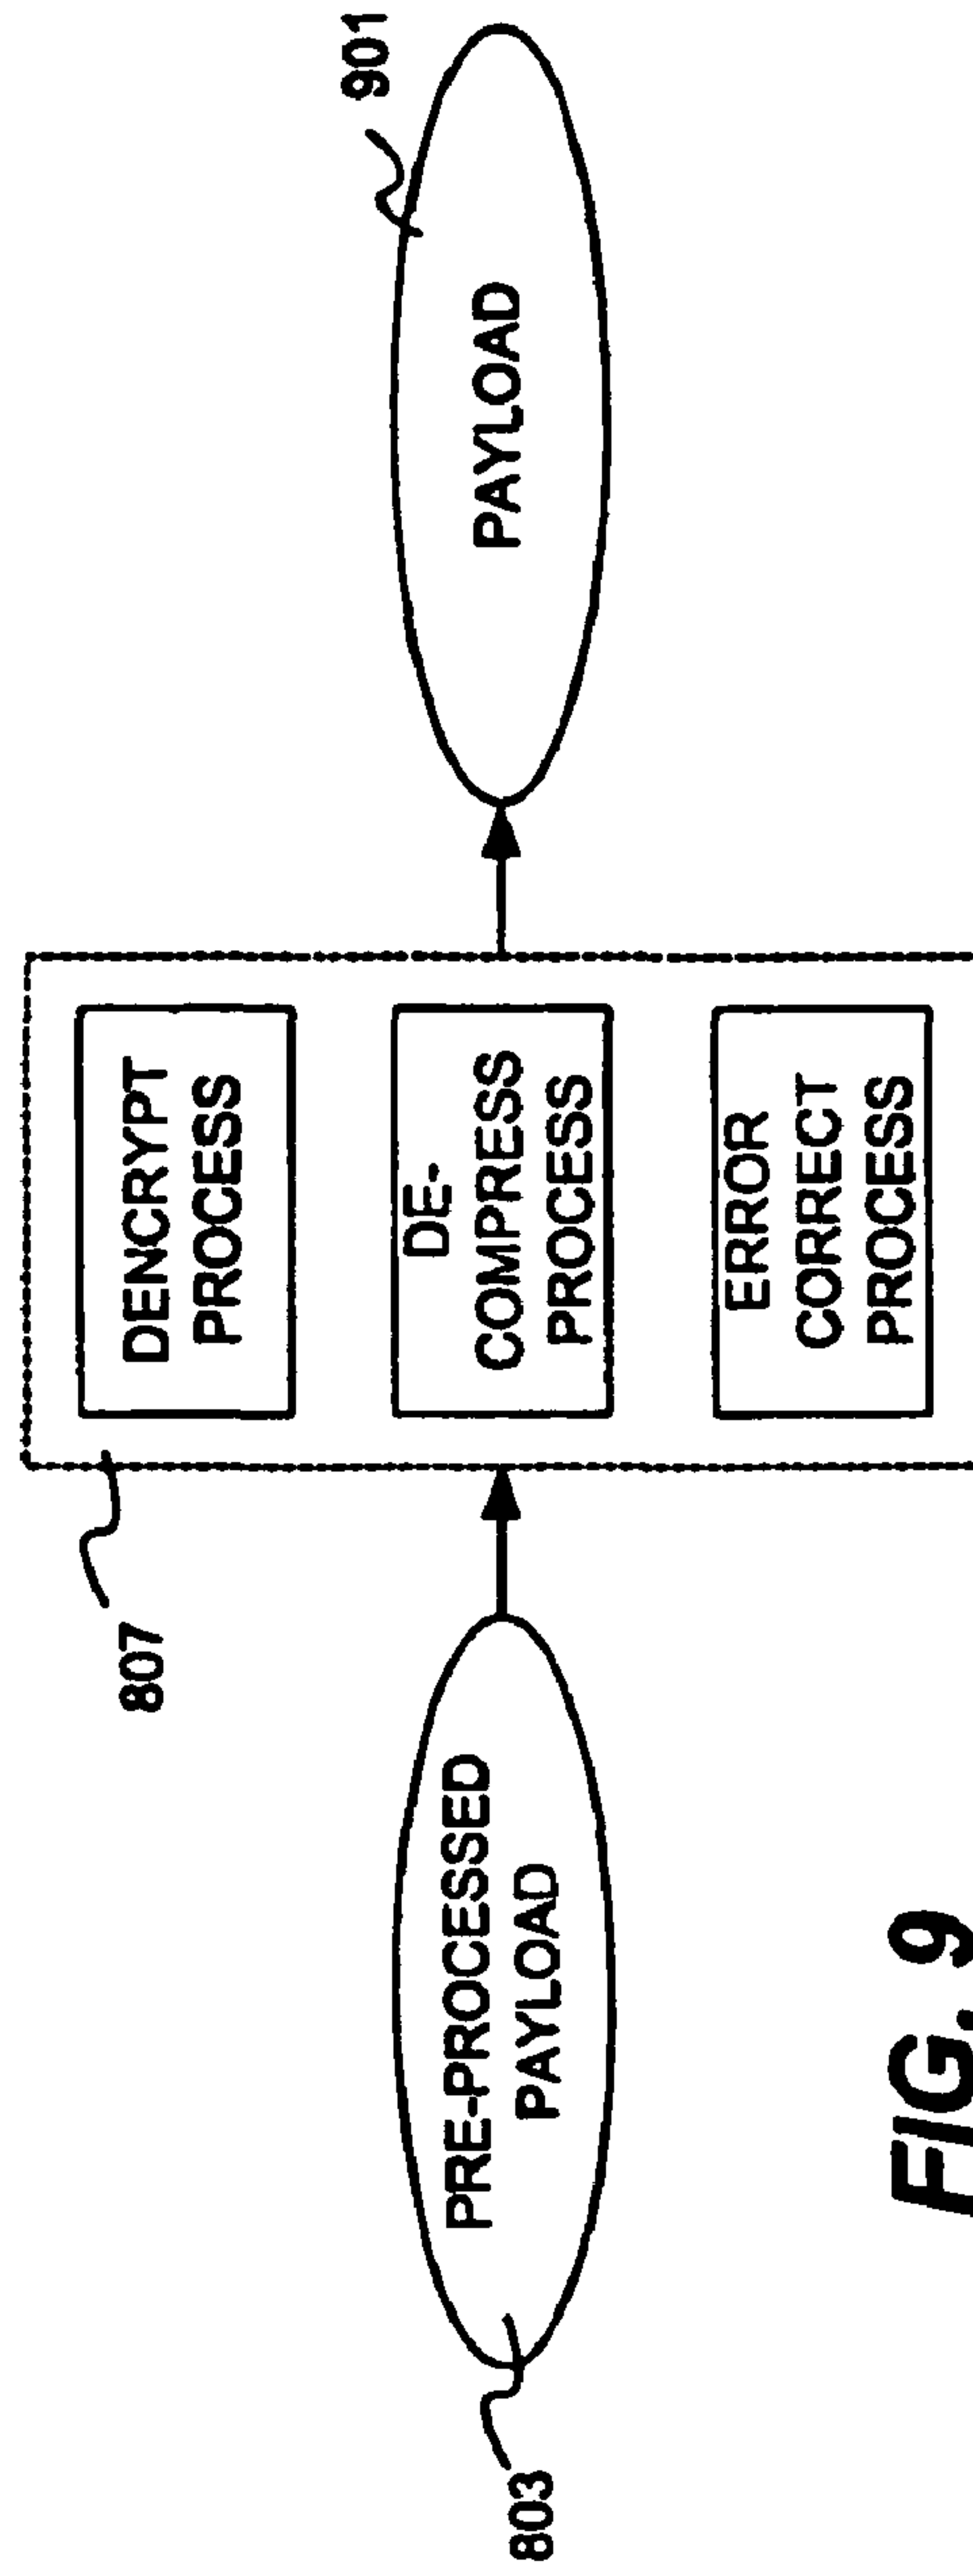 803
PRE-PROCESSED
PAYLOAD
807
DENCRYPT
PROCESS
DE-
COMPRESS
PROCESS
ERROR
CORRECT
PROCESS
901
PAYLOAD
FIG. 9